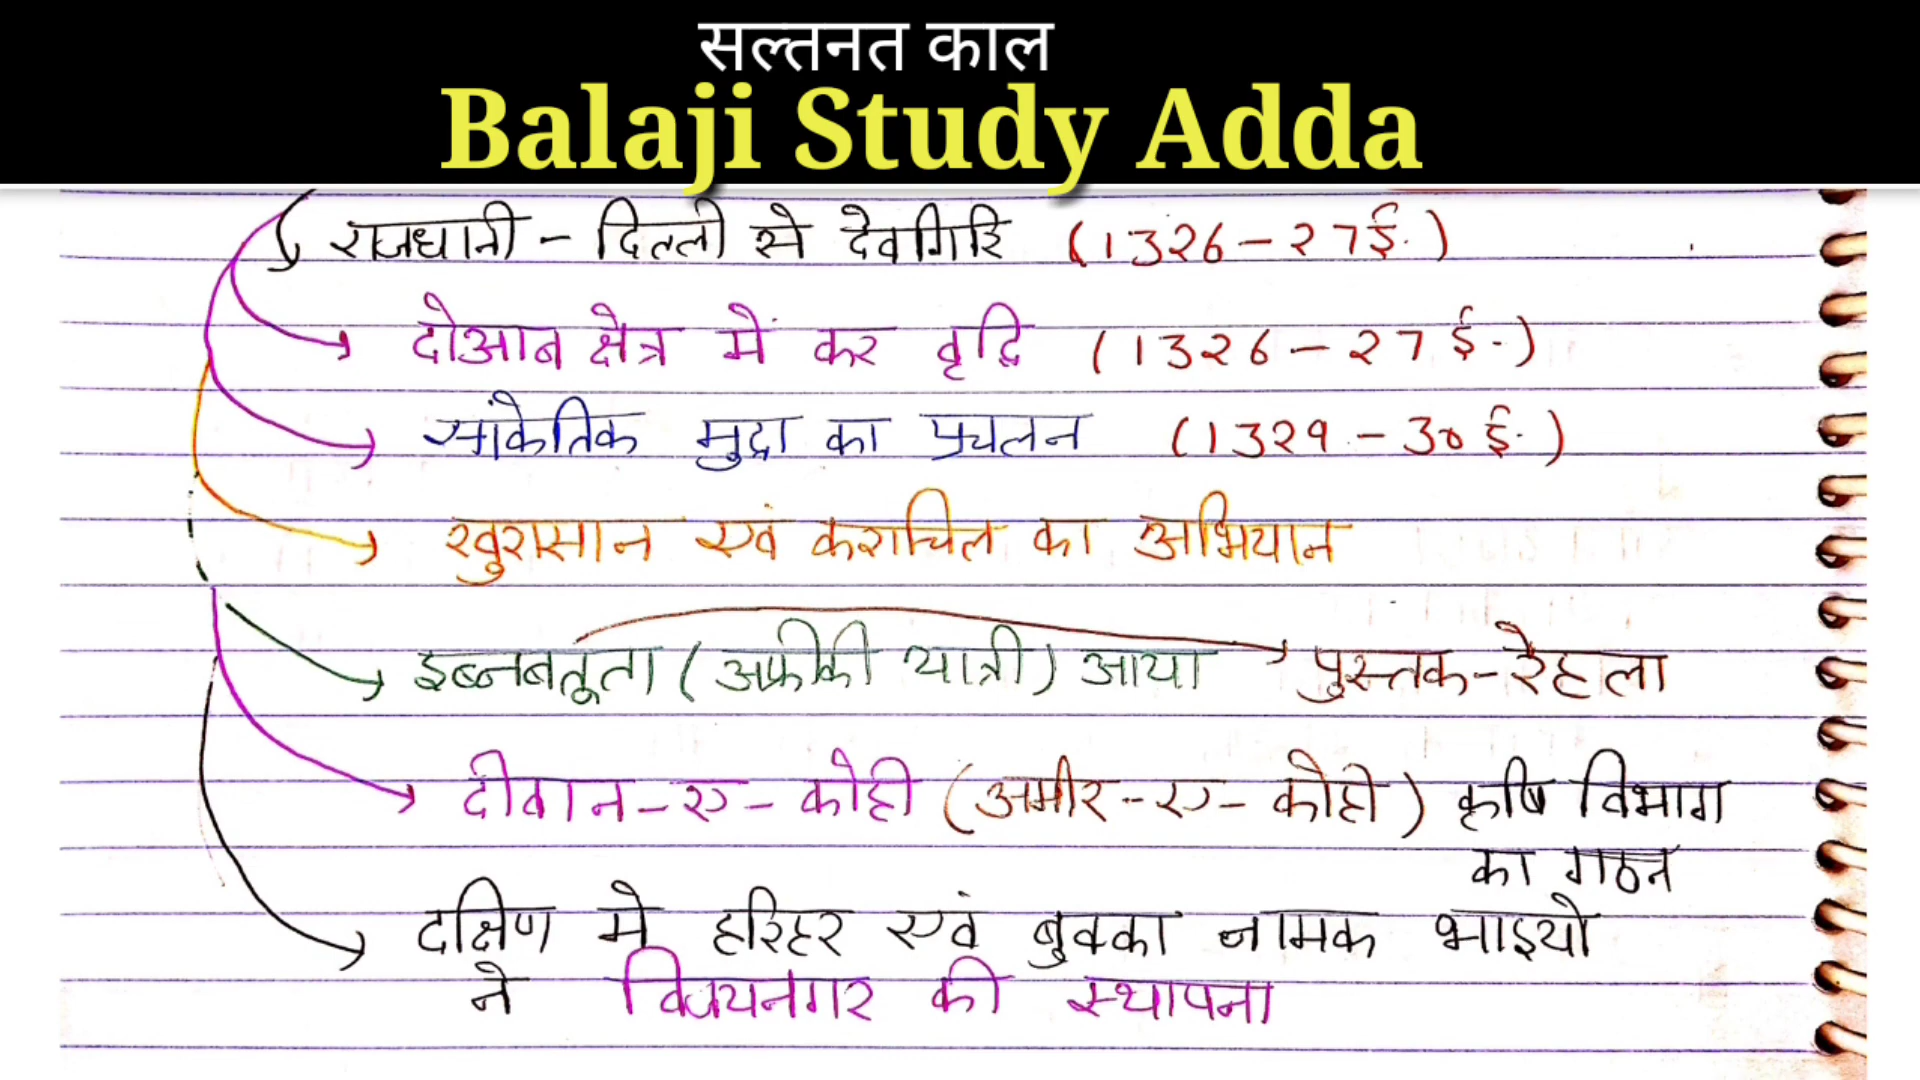 सल्तनत काल
Balaji Study Adda
राजधानी - दिल्ली से देवगिरि (1326-27ई.)
दोआब क्षेत्र में कर वृद्धि (1326-27 ई.)
सांकेतिक मुद्रा का प्रचलन (1329-30ई.)
खुरासान एवं कराचिल का अभियान
इब्नबतूता (अफ्रीकी यात्री) आया → पुस्तक-रेहला
दीवान-ए-कोही (अमीर-ए-कोही) कृषि विभाग
का गठन
दक्षिण मे हरिहर एवं बुक्का नामक भाइयो
ने विजयनगर की स्थापना